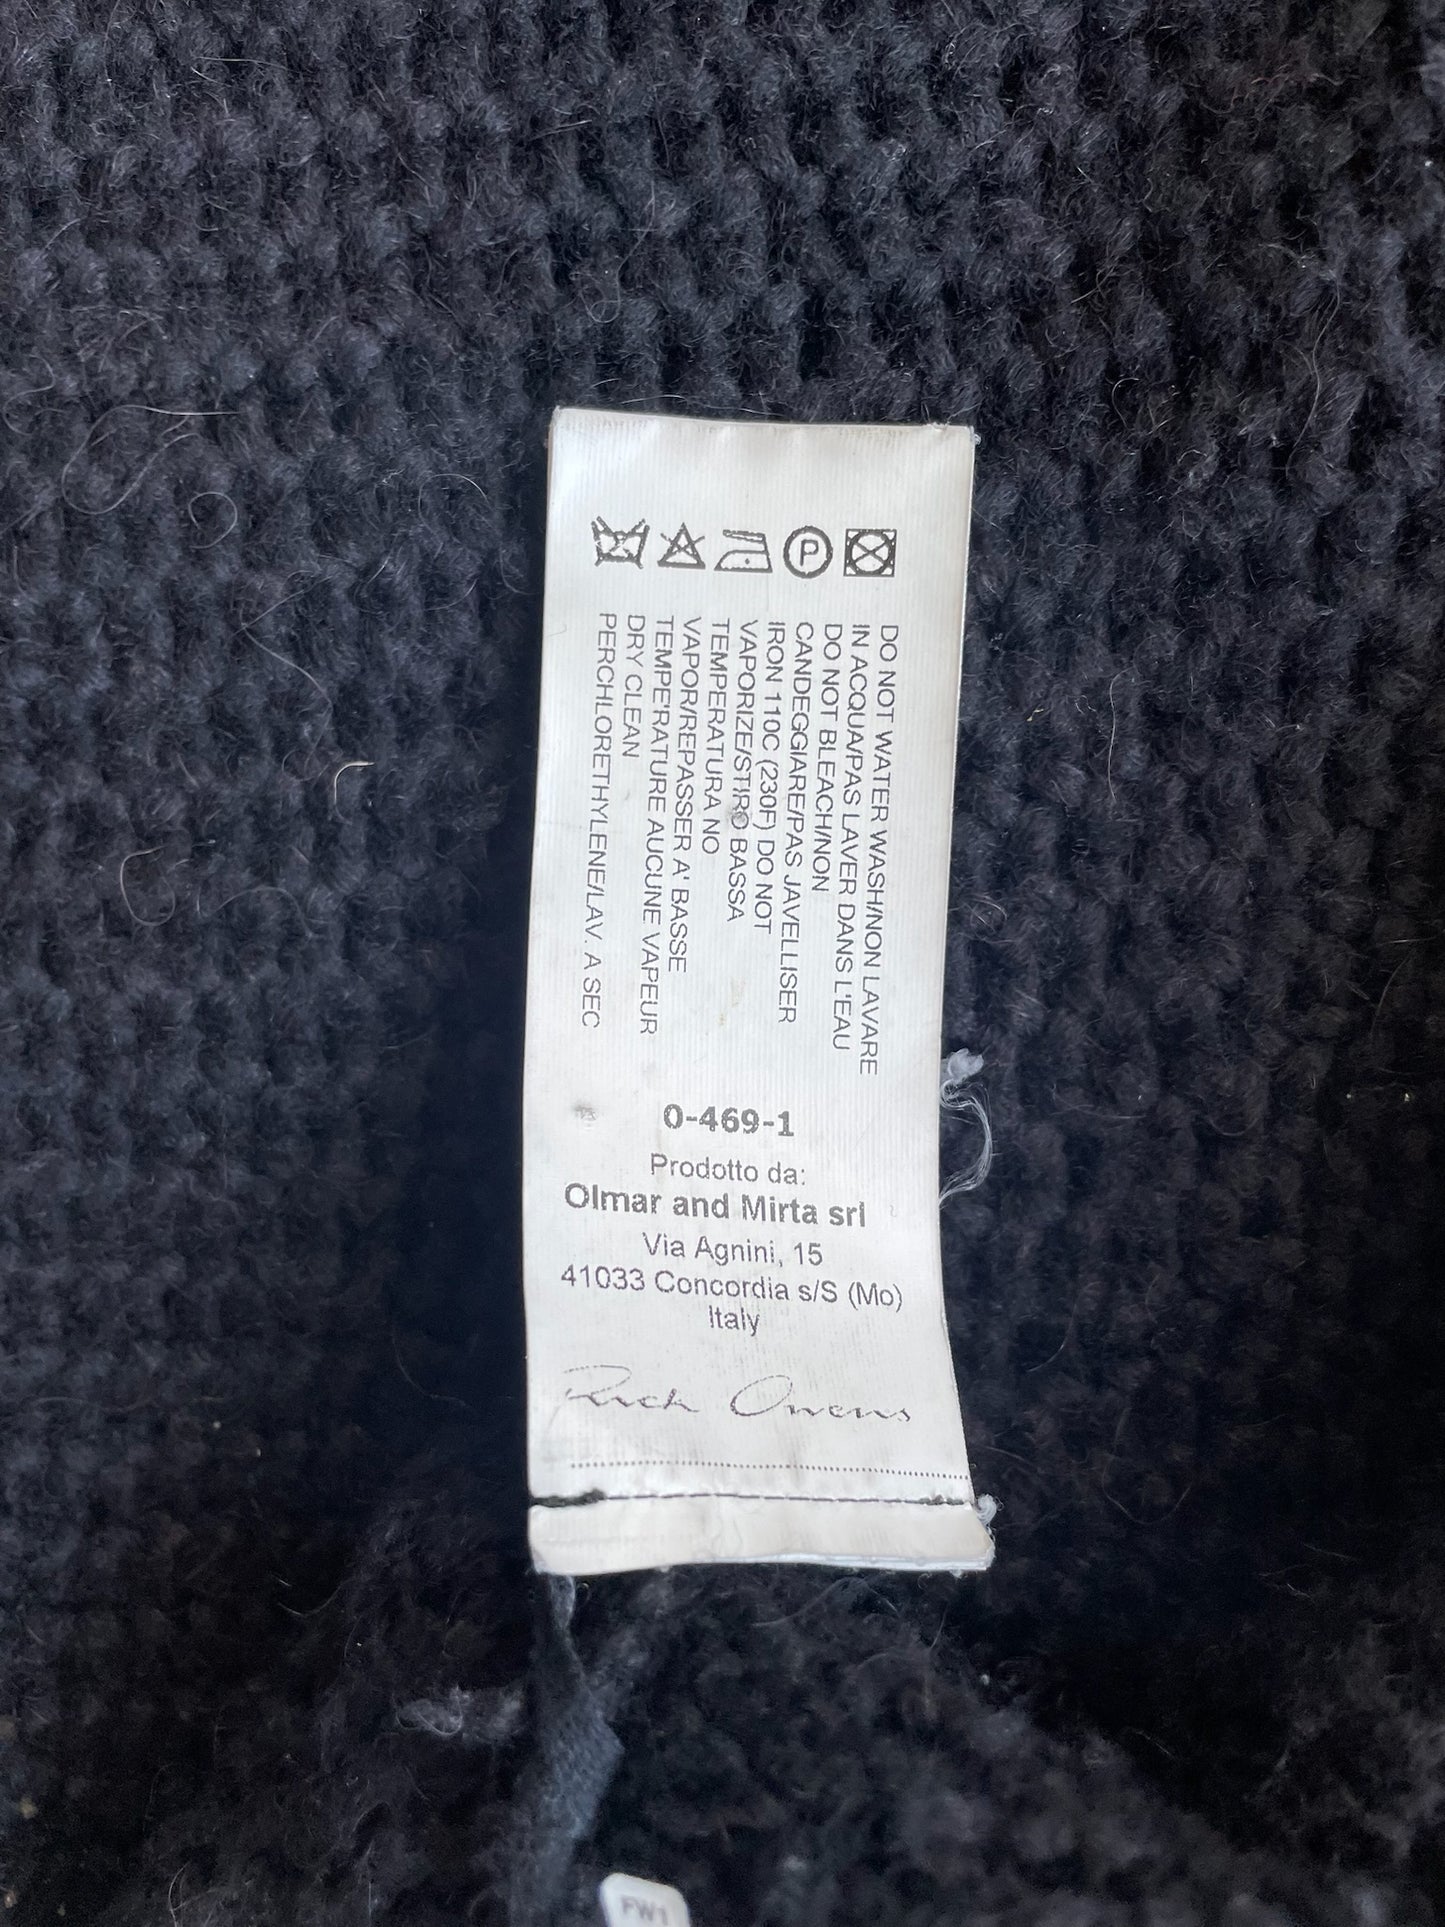 P
DO NOT WATER WASH/NON LAVARE
IN ACQUA/PAS LAVER DANS L'EAU
DO NOT BLEACH/NON
CANDEGGIARE/PAS JAVELLISER
IRON 110C (230F) DO NOT
VAPORIZE/STIRO BASSA
TEMPERATURA NO
VAPOR/REPASSER A' BASSE
TEMPE'RATURE AUCUNE VAPEUR
DRY CLEAN
PERCHLORETHYLENE/LAV. A SEC
0-469-1
Prodotto da:
Olmar and Mirta srl
Via Agnini, 15
41033 Concordia s/S (Mo)
Italy
Rick Owens
FW1